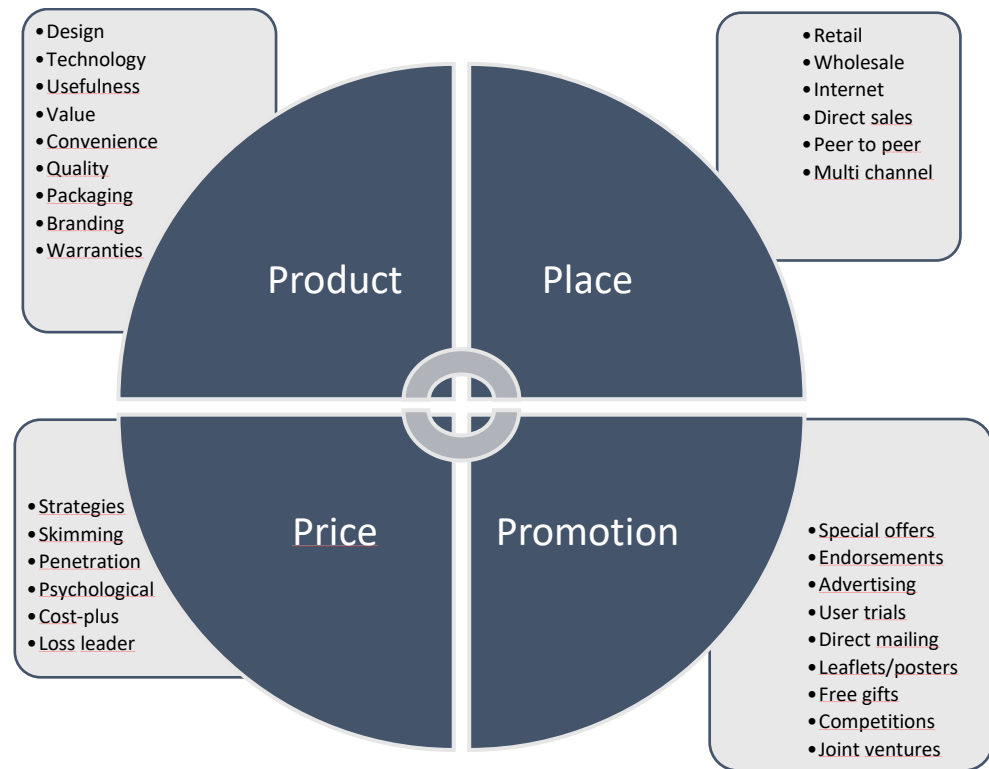 • Design
• Technology
• Usefulness
• Value
• Convenience
• Quality
• Packaging
• Branding
• Warranties
Product
• Retail
• Wholesale
• Internet
• Direct sales
• Peer to peer
• Multi channel
Place
• Strategies
• Skimming
• Penetration
• Psychological
• Cost-plus
• Loss leader
Price
Promotion
• Special offers
• Endorsements
• Advertising
• User trials
• Direct mailing
• Leaflets/posters
• Free gifts
• Competitions
• Joint ventures